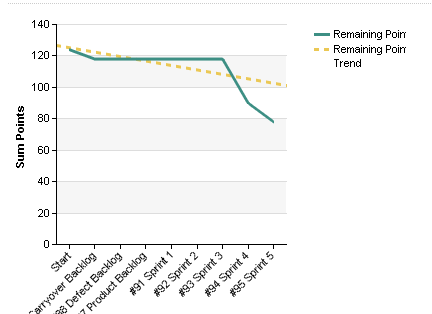 140
120
100
80
60
40
20
0
Sum Points
Start
Carryover Backlog
Defect Backlog
Product Backlog
#91 Sprint 1
#92 Sprint 2
#93 Sprint 3
#94 Sprint 4
#95 Sprint 5
Remaining Poin
Remaining Poin
Trend